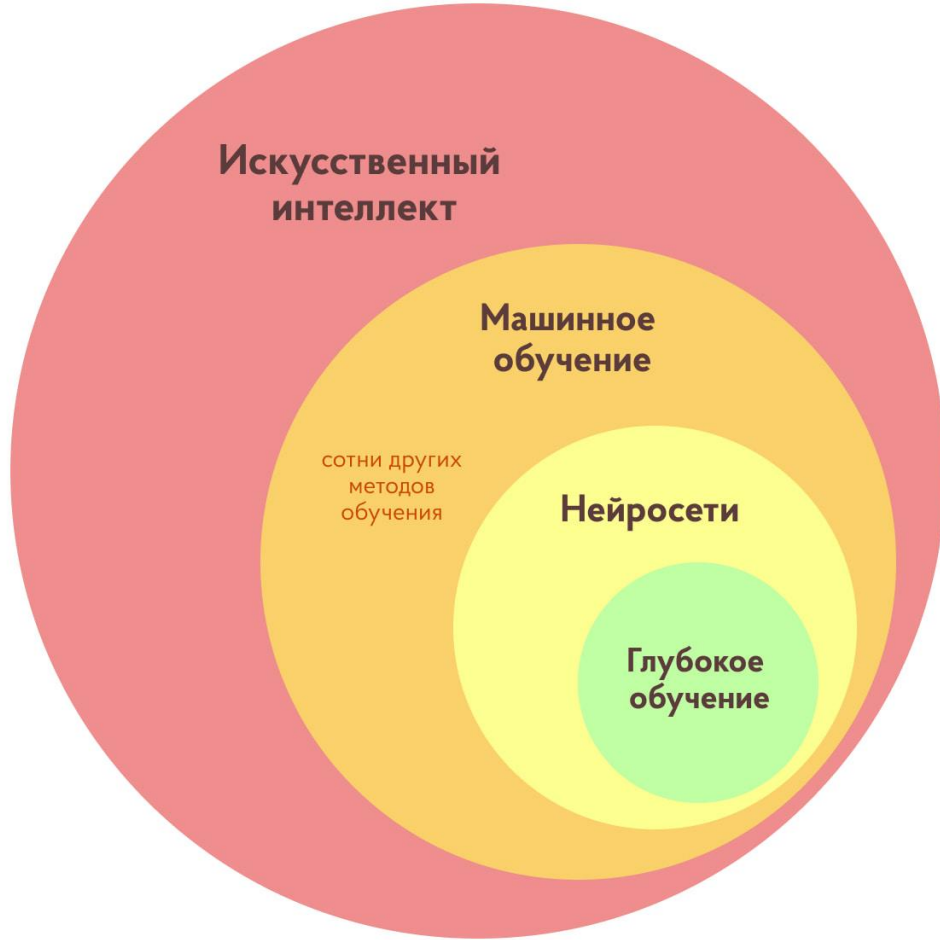 Искусственный
интеллект
Машинное
обучение
сотни других
методов
обучения
Нейросети
Глубокое
обучение